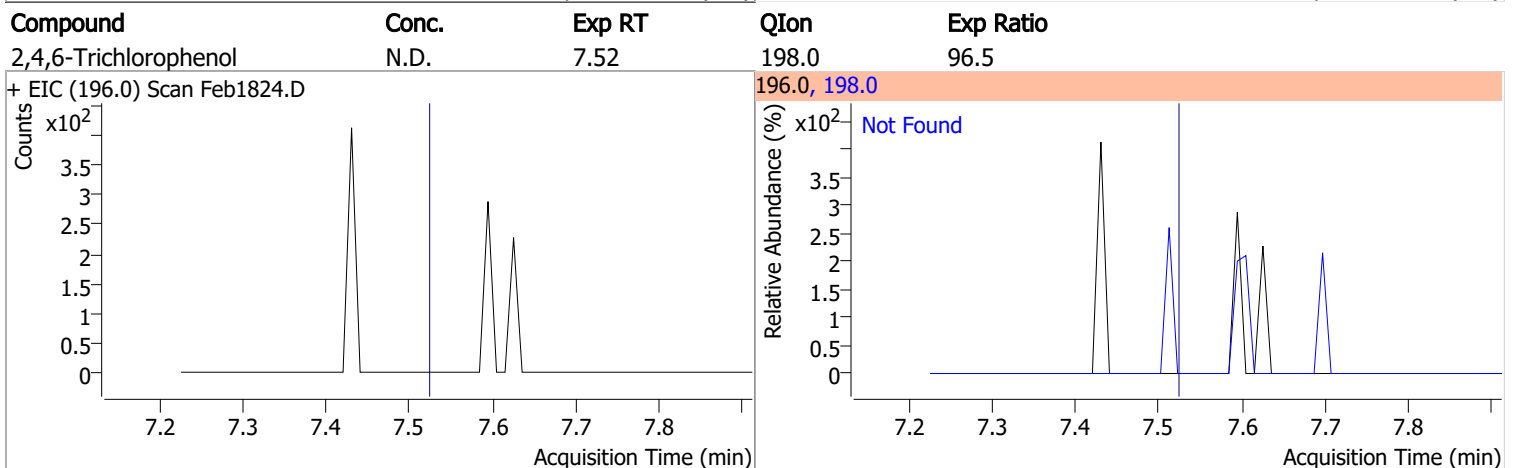 Compound Conc. Exp RT QIon Exp Ratio
2,4,6-Trichlorophenol N.D. 7.52 198.0 96.5
+ EIC (196.0) Scan Feb1824.D
Counts
x10²
3.5
3
2.5
2
1.5
1
0.5
0
7.2 7.3 7.4 7.5 7.6 7.7 7.8
Acquisition Time (min)
196.0, 198.0
Relative Abundance (%)
x10²
Not Found
3.5
3
2.5
2
1.5
1
0.5
0
7.2 7.3 7.4 7.5 7.6 7.7 7.8
Acquisition Time (min)